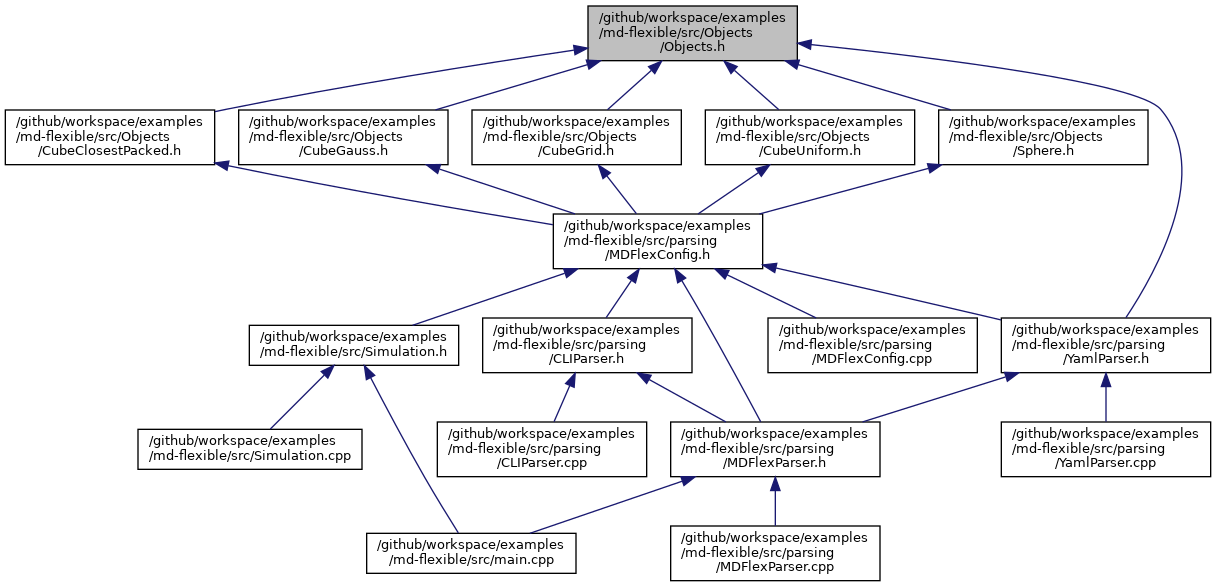 /github/workspace/examples
/md-flexible/src/Objects
/Objects.h
/github/workspace/examples
/md-flexible/src/Objects
/CubeClosestPacked.h
/github/workspace/examples
/md-flexible/src/Objects
/CubeGauss.h
/github/workspace/examples
/md-flexible/src/Objects
/CubeGrid.h
/github/workspace/examples
/md-flexible/src/Objects
/CubeUniform.h
/github/workspace/examples
/md-flexible/src/Objects
/Sphere.h
/github/workspace/examples
/md-flexible/src/parsing
/MDFlexConfig.h
/github/workspace/examples
/md-flexible/src/Simulation.h
/github/workspace/examples
/md-flexible/src/parsing
/CLIParser.h
/github/workspace/examples
/md-flexible/src/parsing
/MDFlexConfig.cpp
/github/workspace/examples
/md-flexible/src/parsing
/YamlParser.h
/github/workspace/examples
/md-flexible/src/Simulation.cpp
/github/workspace/examples
/md-flexible/src/parsing
/CLIParser.cpp
/github/workspace/examples
/md-flexible/src/parsing
/MDFlexParser.h
/github/workspace/examples
/md-flexible/src/parsing
/YamlParser.cpp
/github/workspace/examples
/md-flexible/src/main.cpp
/github/workspace/examples
/md-flexible/src/parsing
/MDFlexParser.cpp